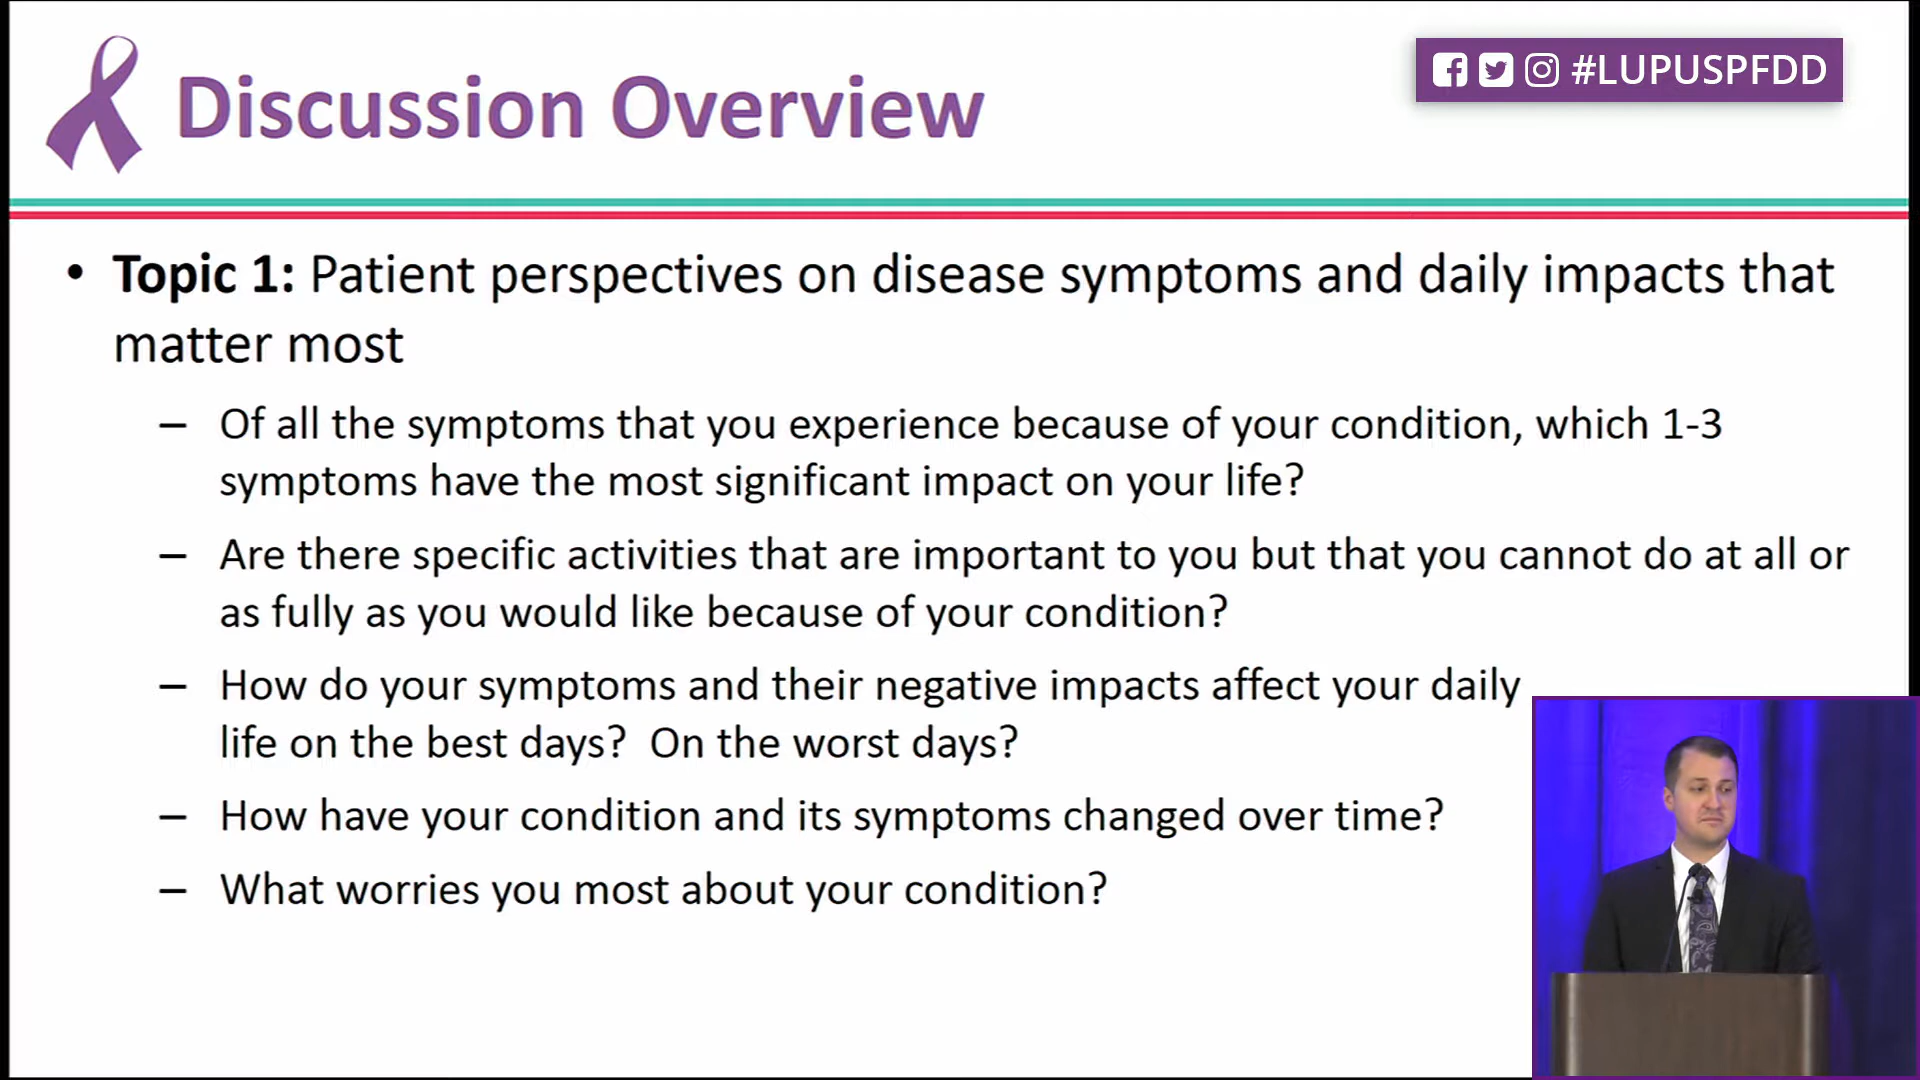 #LUPUSPFDD
Discussion Overview
• Topic 1: Patient perspectives on disease symptoms and daily impacts that
matter most
– Of all the symptoms that you experience because of your condition, which 1-3
symptoms have the most significant impact on your life?
– Are there specific activities that are important to you but that you cannot do at all or
as fully as you would like because of your condition?
– How do your symptoms and their negative impacts affect your daily
life on the best days?  On the worst days?
– How have your condition and its symptoms changed over time?
– What worries you most about your condition?